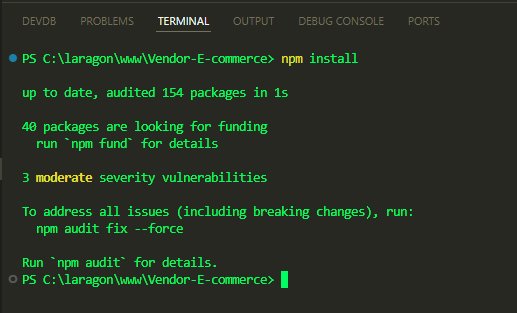 DEVDB PROBLEMS TERMINAL OUTPUT DEBUG CONSOLE PORTS
PS C:\laragon\www\Vendor-E-commerce> npm install
up to date, audited 154 packages in 1s
40 packages are looking for funding
run `npm fund` for details
3 moderate severity vulnerabilities
To address all issues (including breaking changes), run:
npm audit fix --force
Run `npm audit` for details.
PS C:\laragon\www\Vendor-E-commerce>